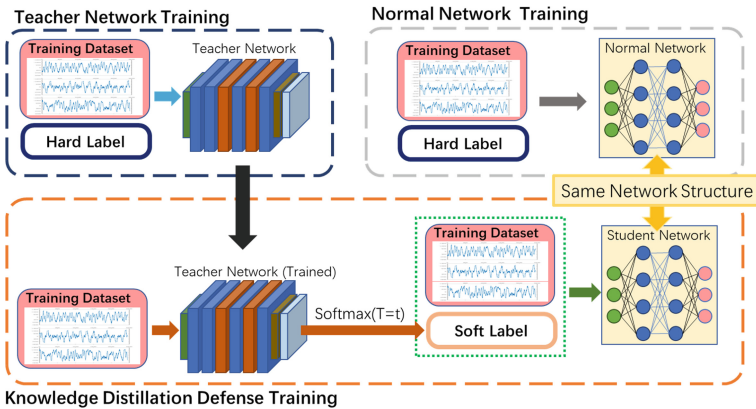 Teacher Network Training
Training Dataset
Hard Label
Teacher Network
Normal Network Training
Training Dataset
Hard Label
Normal Network
Same Network Structure
Training Dataset
Teacher Network (Trained)
Softmax(T=t)
Training Dataset
Soft Label
Student Network
Knowledge Distillation Defense Training